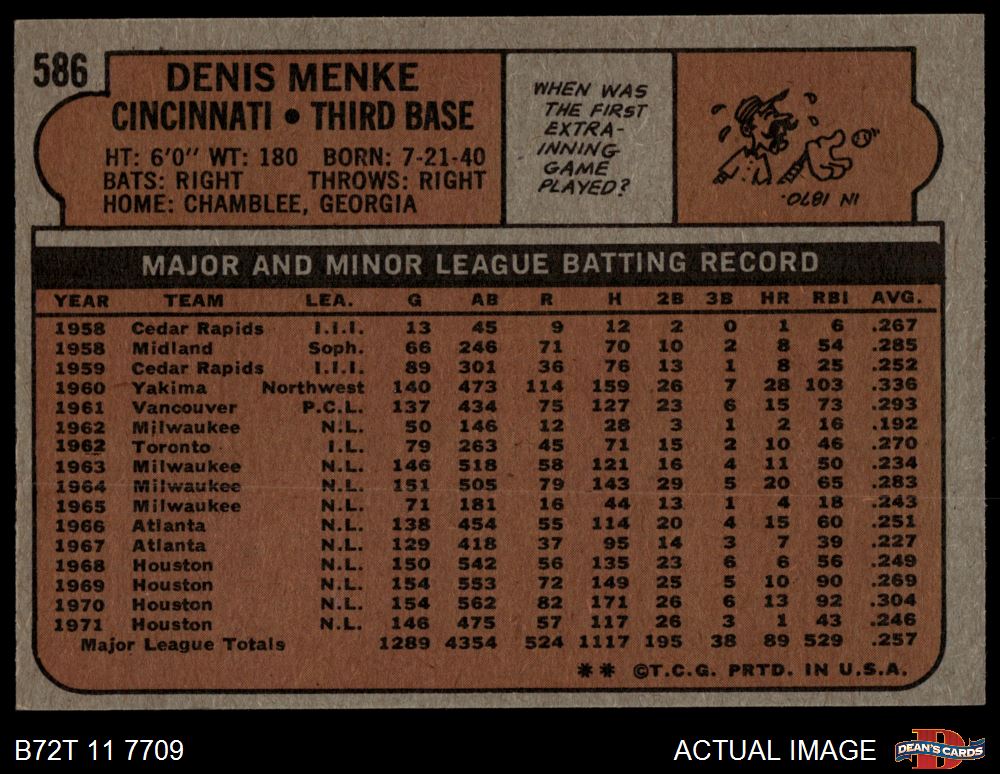 586
DENIS MENKE
CINCINNATI • THIRD BASE
HT: 6'0" WT: 180 BORN: 7-21-40
BATS: RIGHT THROWS: RIGHT
HOME: CHAMBLEE, GEORGIA
WHEN WAS
THE FIRST
EXTRA-
INNING
GAME
PLAYED?
IN 1870.
MAJOR AND MINOR LEAGUE BATTING RECORD
YEAR TEAM LEA. G AB R H 2B 3B HR RBI AVG.
1958 Cedar Rapids I.I.I. 13 45 9 12 2 0 1 6 .267
1958 Midland Soph. 66 246 71 70 10 2 8 54 .285
1959 Cedar Rapids I.I.I. 89 301 36 76 13 1 8 25 .252
1960 Yakima Northwest 140 473 114 159 26 7 28 103 .336
1961 Vancouver P.C.L. 137 434 75 127 23 6 15 73 .293
1962 Milwaukee N.L. 50 146 12 28 3 1 2 16 .192
1962 Toronto I.L. 79 263 45 71 15 2 10 46 .270
1963 Milwaukee N.L. 146 518 58 121 16 4 11 50 .234
1964 Milwaukee N.L. 151 505 79 143 29 5 20 65 .283
1965 Milwaukee N.L. 71 181 16 44 13 1 4 18 .243
1966 Atlanta N.L. 138 454 55 114 20 4 15 60 .251
1967 Atlanta N.L. 129 418 37 95 14 3 7 39 .227
1968 Houston N.L. 150 542 56 135 23 6 6 56 .249
1969 Houston N.L. 154 553 72 149 25 5 10 90 .269
1970 Houston N.L. 154 562 82 171 26 6 13 92 .304
1971 Houston N.L. 146 475 57 117 26 3 1 43 .246
Major League Totals 1289 4354 524 1117 195 38 89 529 .257
** ©T.C.G. PRTD. IN U.S.A.
B72T 11 7709
ACTUAL IMAGE
D
DEAN'S CARDS